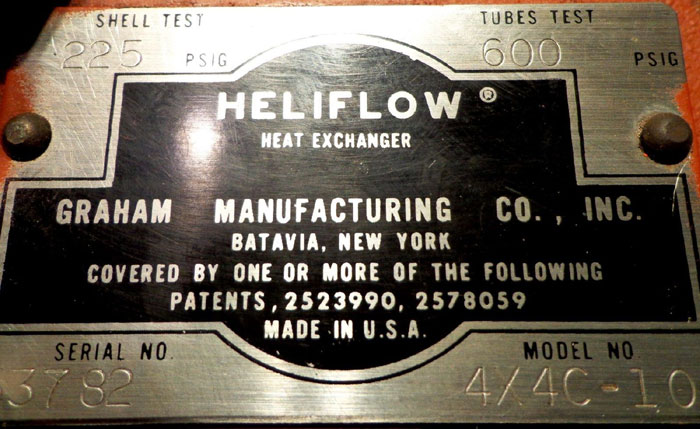 SHELL TEST TUBES TEST
225 PSIG 600 PSIG
HELIFLOW ®
HEAT EXCHANGER
GRAHAM MANUFACTURING CO., INC.
BATAVIA, NEW YORK
COVERED BY ONE OR MORE OF THE FOLLOWING
PATENTS, 2523990, 2578059
MADE IN U.S.A.
SERIAL NO. MODEL NO
3782 4X4C-10